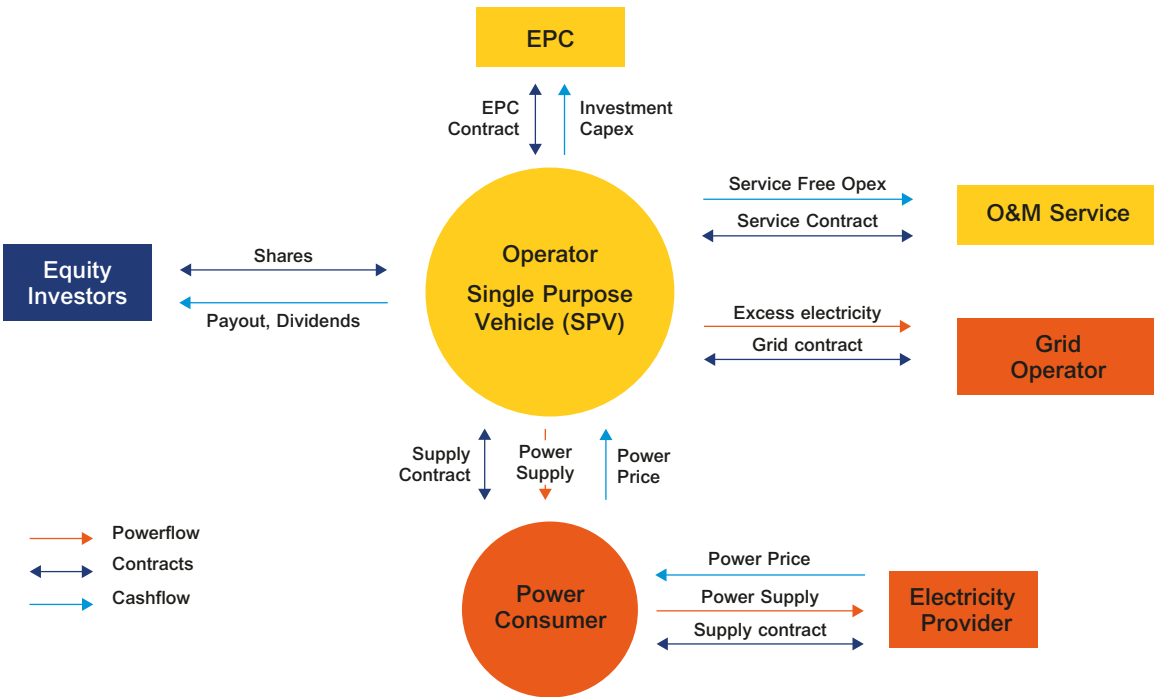 EPC
EPC
Contract
Investment
Capex
Service Free Opex
Service Contract
O&M Service
Equity
Investors
Shares
Payout, Dividends
Operator
Single Purpose
Vehicle (SPV)
Excess electricity
Grid contract
Grid
Operator
Supply
Contract
Power
Supply
Power
Price
Powerflow
Contracts
Cashflow
Power
Consumer
Power Price
Power Supply
Supply contract
Electricity
Provider